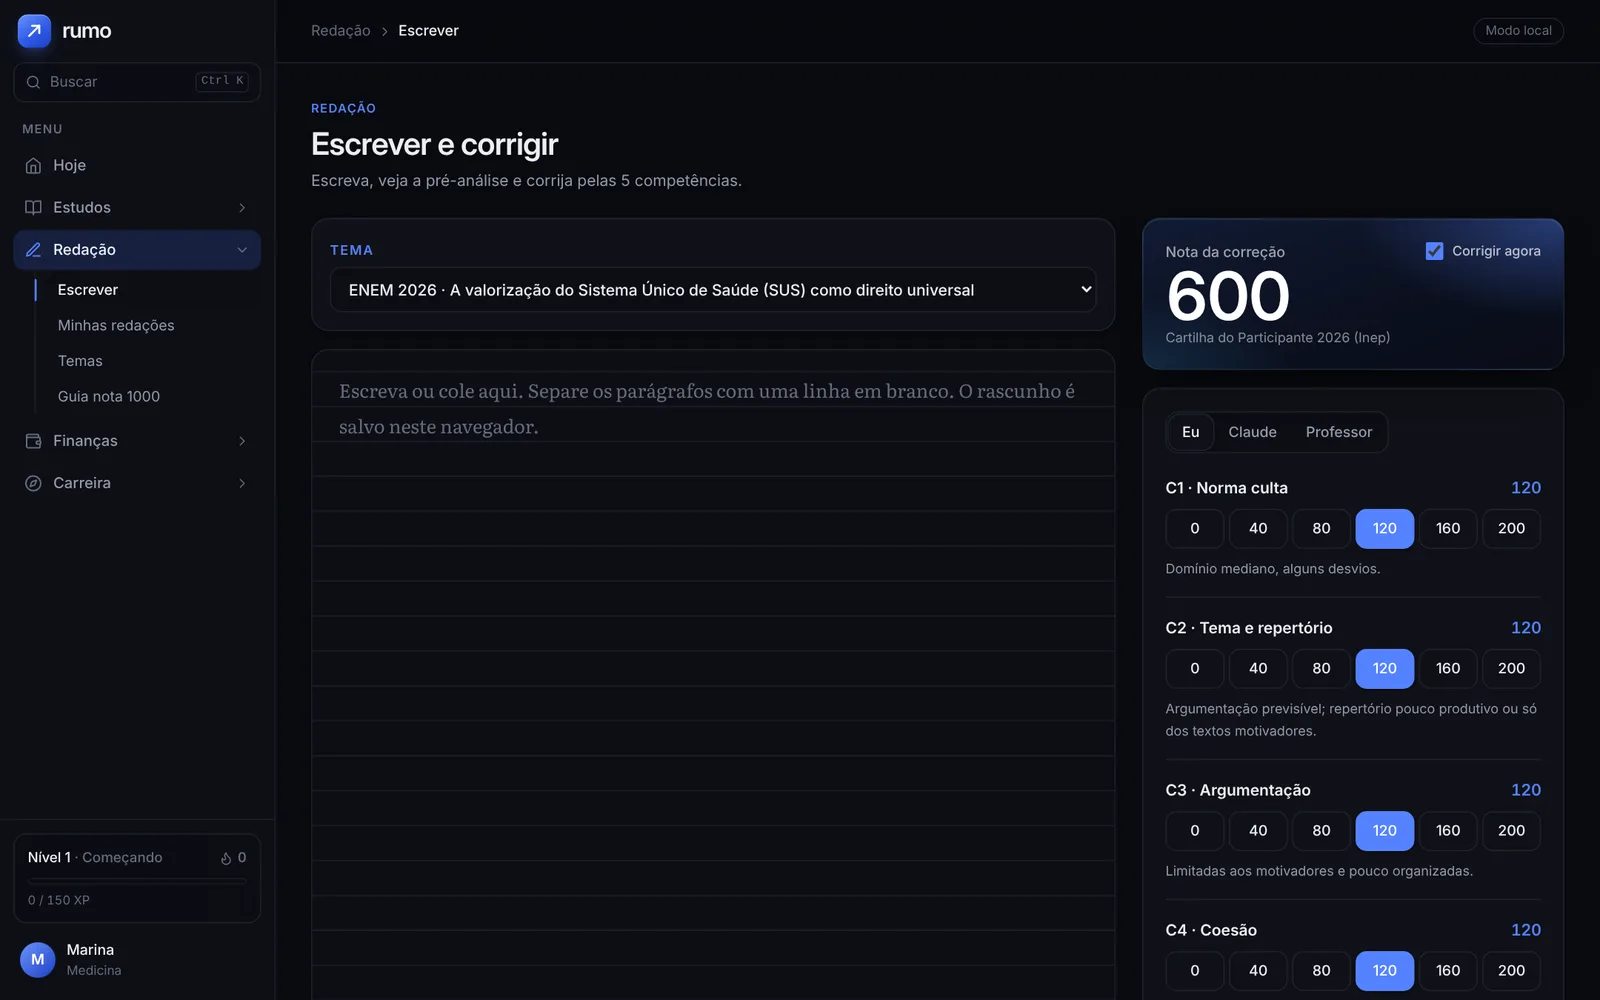 rumo
Buscar
Ctrl K
MENU
Hoje
Estudos
Redação
Escrever
Minhas redações
Temas
Guia nota 1000
Finanças
Carreira
Nível 1 · Começando
0
0 / 150 XP
M
Marina
Medicina
Redação > Escrever
Modo local
REDAÇÃO
Escrever e corrigir
Escreva, veja a pré-análise e corrija pelas 5 competências.
TEMA
ENEM 2026 · A valorização do Sistema Único de Saúde (SUS) como direito universal
Escreva ou cole aqui. Separe os parágrafos com uma linha em branco. O rascunho é
salvo neste navegador.
Nota da correção
Corrigir agora
600
Cartilha do Participante 2026 (Inep)
Eu Claude Professor
C1 · Norma culta 120
0 40 80 120 160 200
Domínio mediano, alguns desvios.
C2 · Tema e repertório 120
0 40 80 120 160 200
Argumentação previsível; repertório pouco produtivo ou só
dos textos motivadores.
C3 · Argumentação 120
0 40 80 120 160 200
Limitadas aos motivadores e pouco organizadas.
C4 · Coesão 120
0 40 80 120 160 200